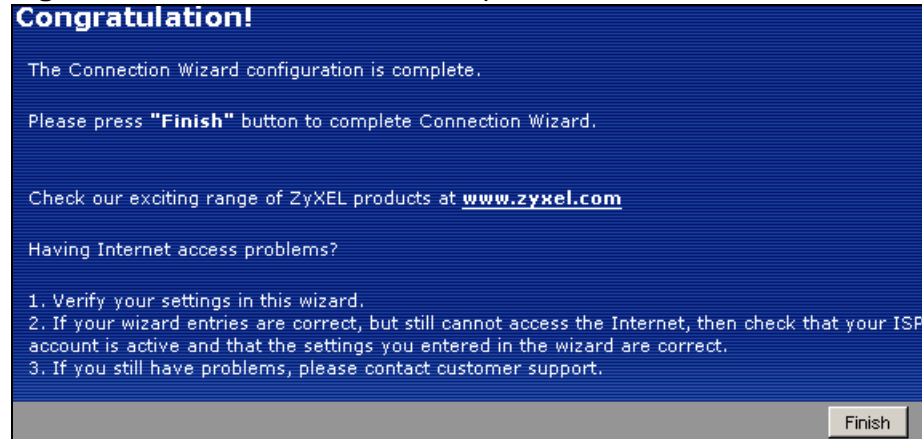 Congratulation!
The Connection Wizard configuration is complete.
Please press "Finish" button to complete Connection Wizard.
Check our exciting range of ZyXEL products at www.zyxel.com
Having Internet access problems?
1. Verify your settings in this wizard.
2. If your wizard entries are correct, but still cannot access the Internet, then check that your ISP
account is active and that the settings you entered in the wizard are correct.
3. If you still have problems, please contact customer support.
Finish